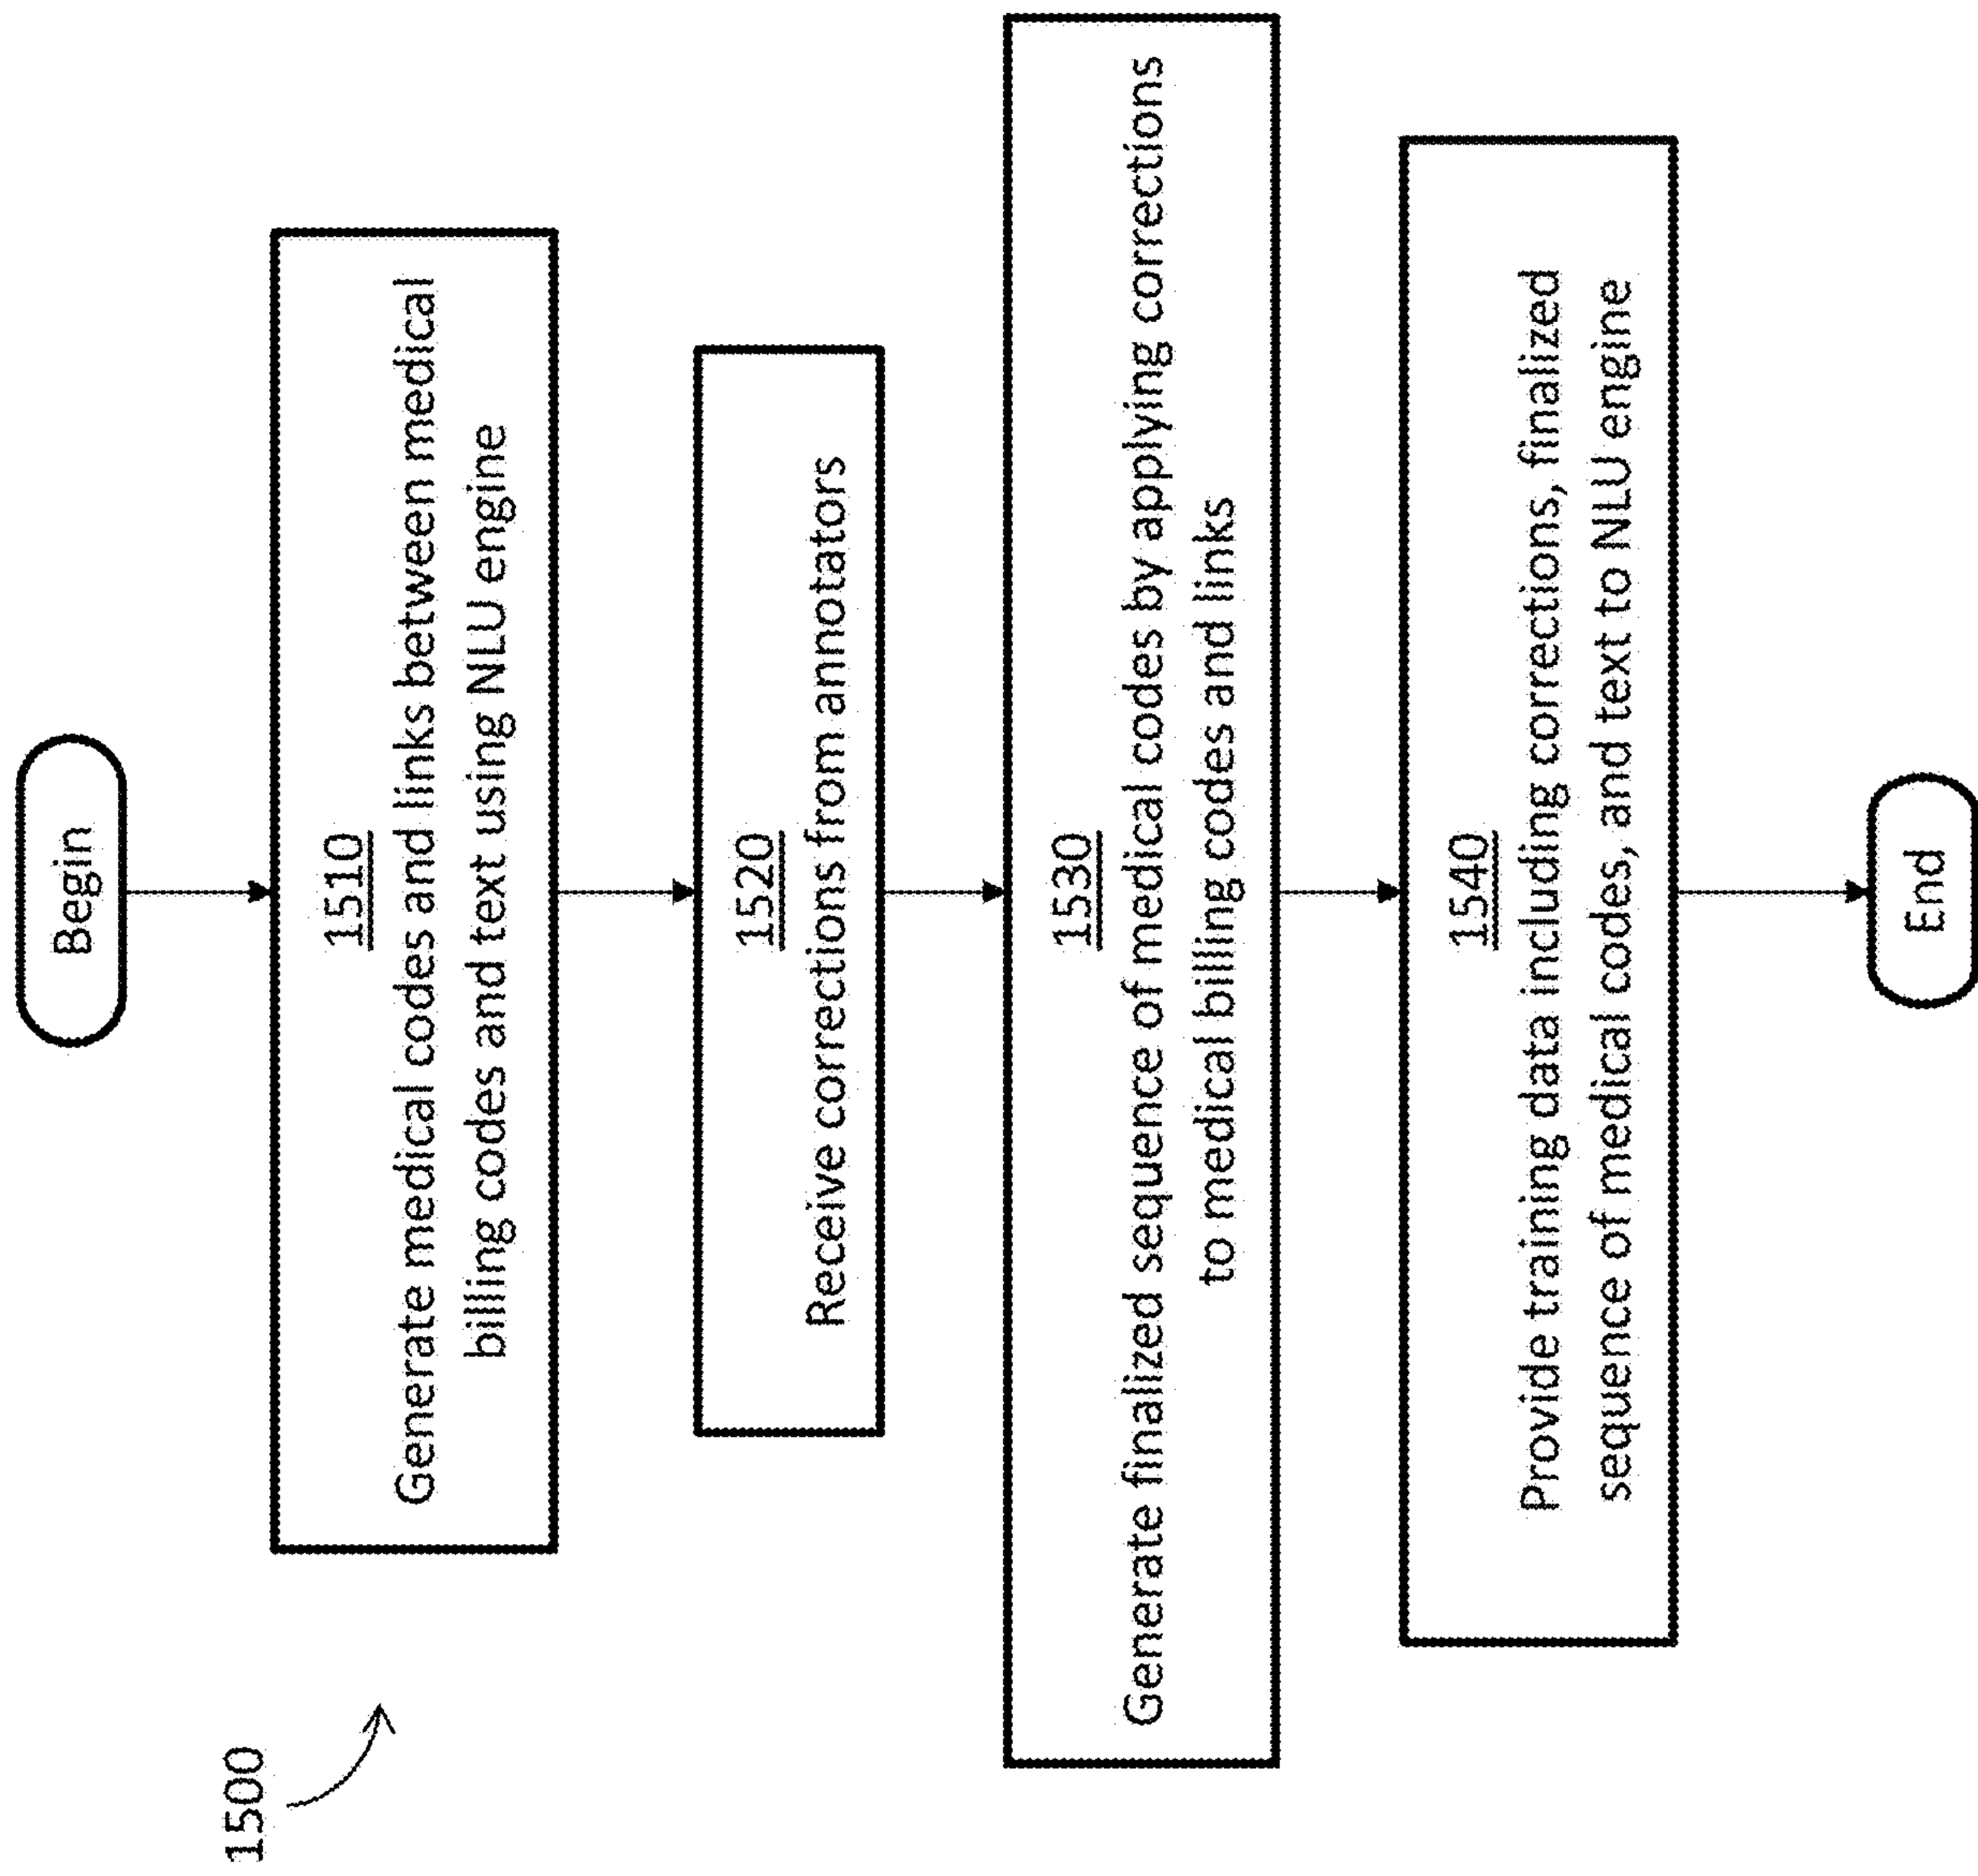 1500
Begin
1510
Generate medical codes and links between medical
billing codes and text using NLU engine
1520
Receive corrections from annotators
1530
Generate finalized sequence of medical codes by applying corrections
to medical billing codes and links
1540
Provide training data including corrections, finalized
sequence of medical codes, and text to NLU engine
End